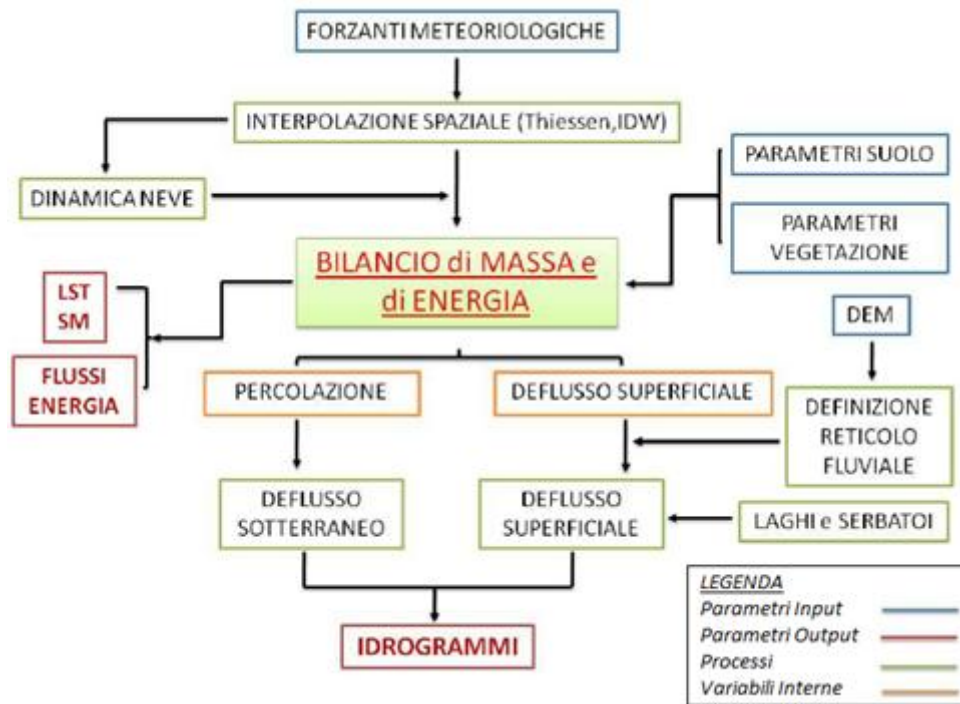 FORZANTI METEORIOLOGICHE
INTERPOLAZIONE SPAZIALE (Thiessen,IDW)
DINAMICA NEVE
PARAMETRI SUOLO
PARAMETRI
VEGETAZIONE
BILANCIO di MASSA e
di ENERGIA
LST
SM
FLUSSI
ENERGIA
DEM
PERCOLAZIONE
DEFLUSSO SUPERFICIALE
DEFINIZIONE
RETICOLO
FLUVIALE
DEFLUSSO
SOTTERRANEO
DEFLUSSO
SUPERFICIALE
LAGHI e SERBATOI
IDROGRAMMI
LEGENDA
Parametri Input
Parametri Output
Processi
Variabili Interne